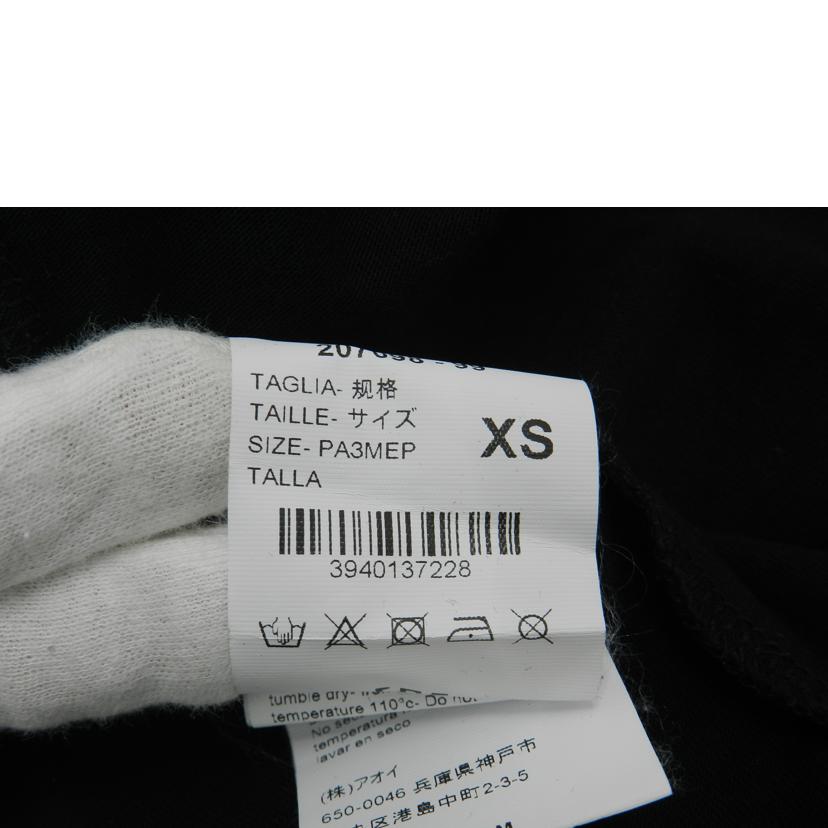 TAGLIA- 规格
TAILLE- サイズ
SIZE- РАЗМЕР
TALLA
XS
3940137228
tumble dry-
temperature 110°c- Do not
No
temperature
lavar en seco
(株)アオイ
650-0046 兵庫県神戸市
区港島中町2-3-5